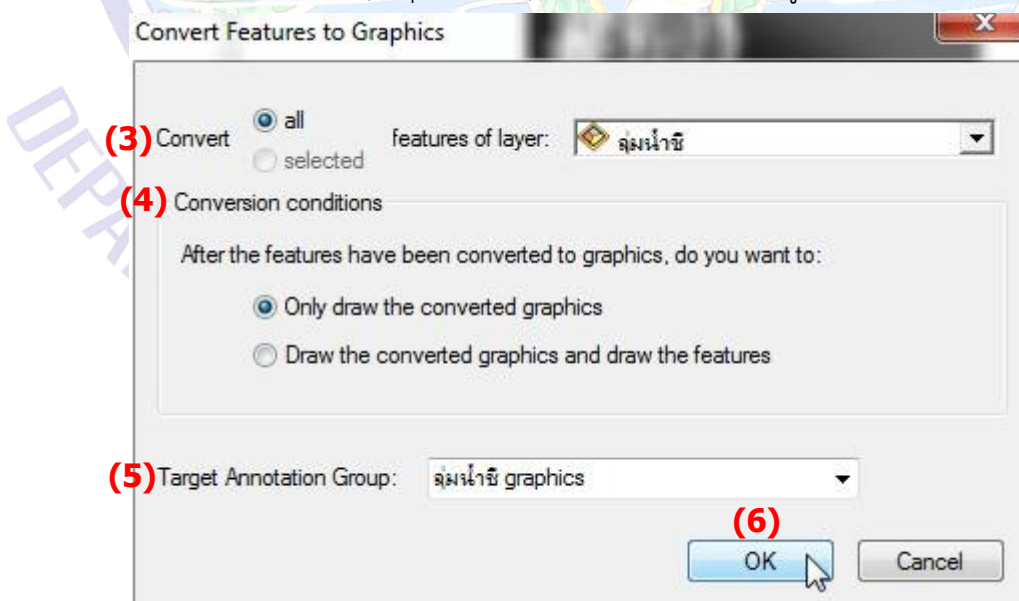 Convert Features to Graphics
(3) Convert all selected features of layer: ลุ่มน้ำชี
(4) Conversion conditions
After the features have been converted to graphics, do you want to:
Only draw the converted graphics
Draw the converted graphics and draw the features
(5) Target Annotation Group: ลุ่มน้ำชี graphics
(6)
OK Cancel